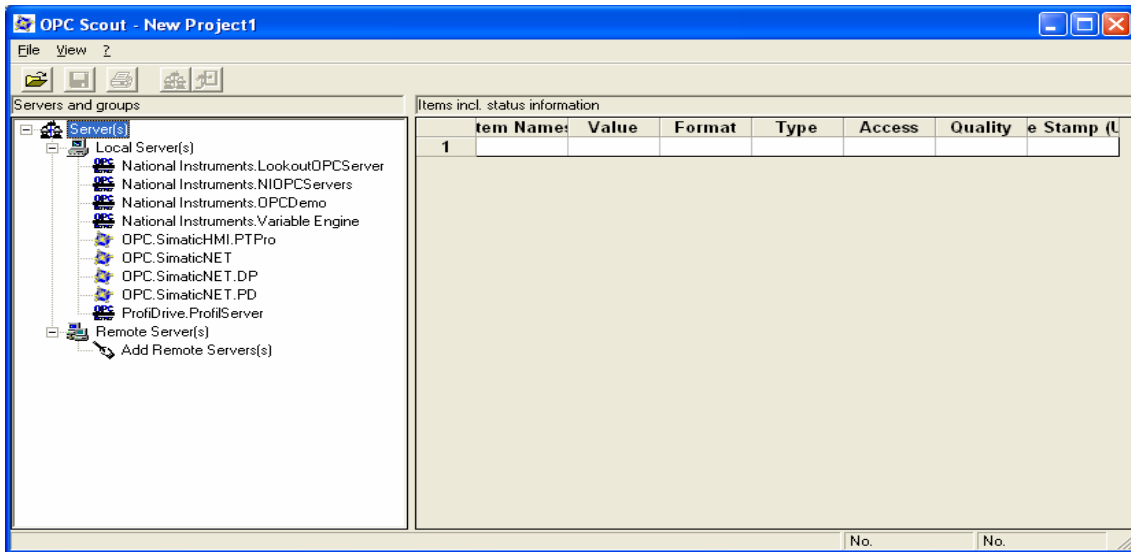 OPC Scout - New Project1
File View ?
Servers and groups
Items incl. status information
Server(s)
Local Server(s)
National Instruments.LookoutOPCServer
National Instruments.NIOPCServers
National Instruments.OPCDemo
National Instruments.Variable Engine
OPC.SimaticHMI.PTPro
OPC.SimaticNET
OPC.SimaticNET.DP
OPC.SimaticNET.PD
ProfiDrive.ProfilServer
Remote Server(s)
Add Remote Servers(s)
tem Names Value Format Type Access Quality e Stamp (U
1
No. No.